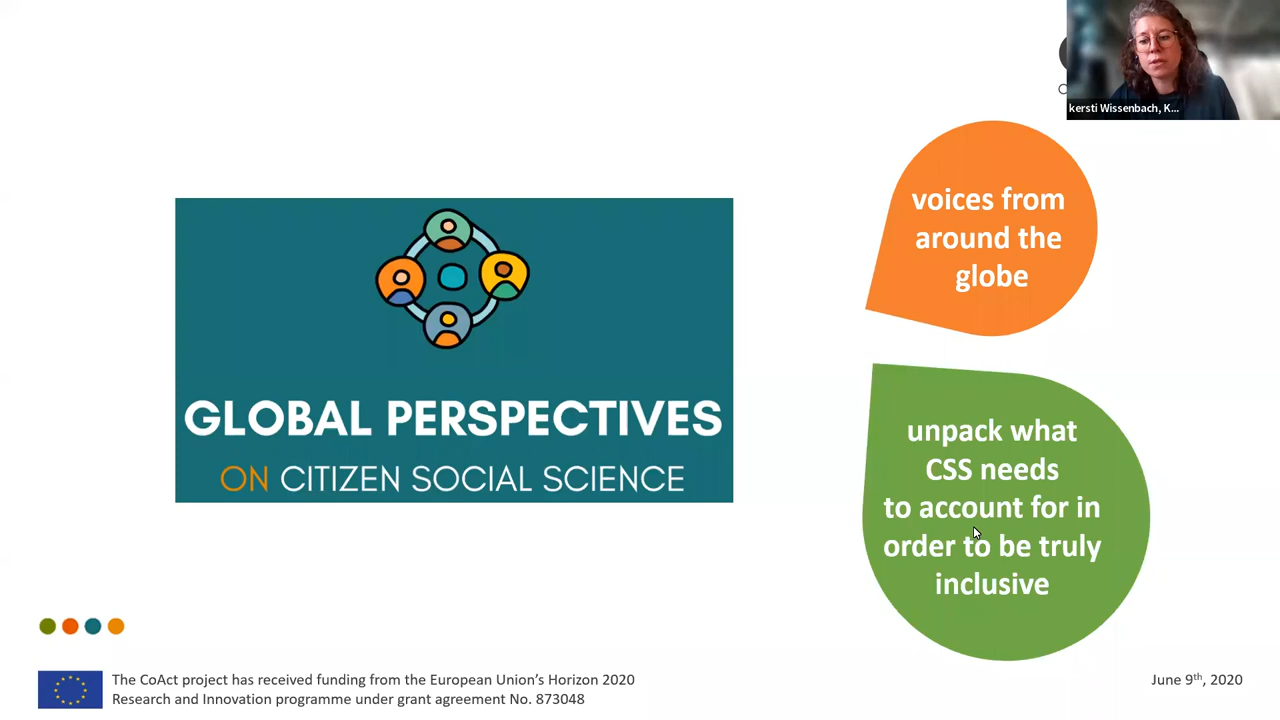 kersti Wissenbach, K...
voices from
around the
globe
GLOBAL PERSPECTIVES
ON CITIZEN SOCIAL SCIENCE
unpack what
CSS needs
to account for in
order to be truly
inclusive
The CoAct project has received funding from the European Union's Horizon 2020
Research and Innovation programme under grant agreement No. 873048
June 9th, 2020